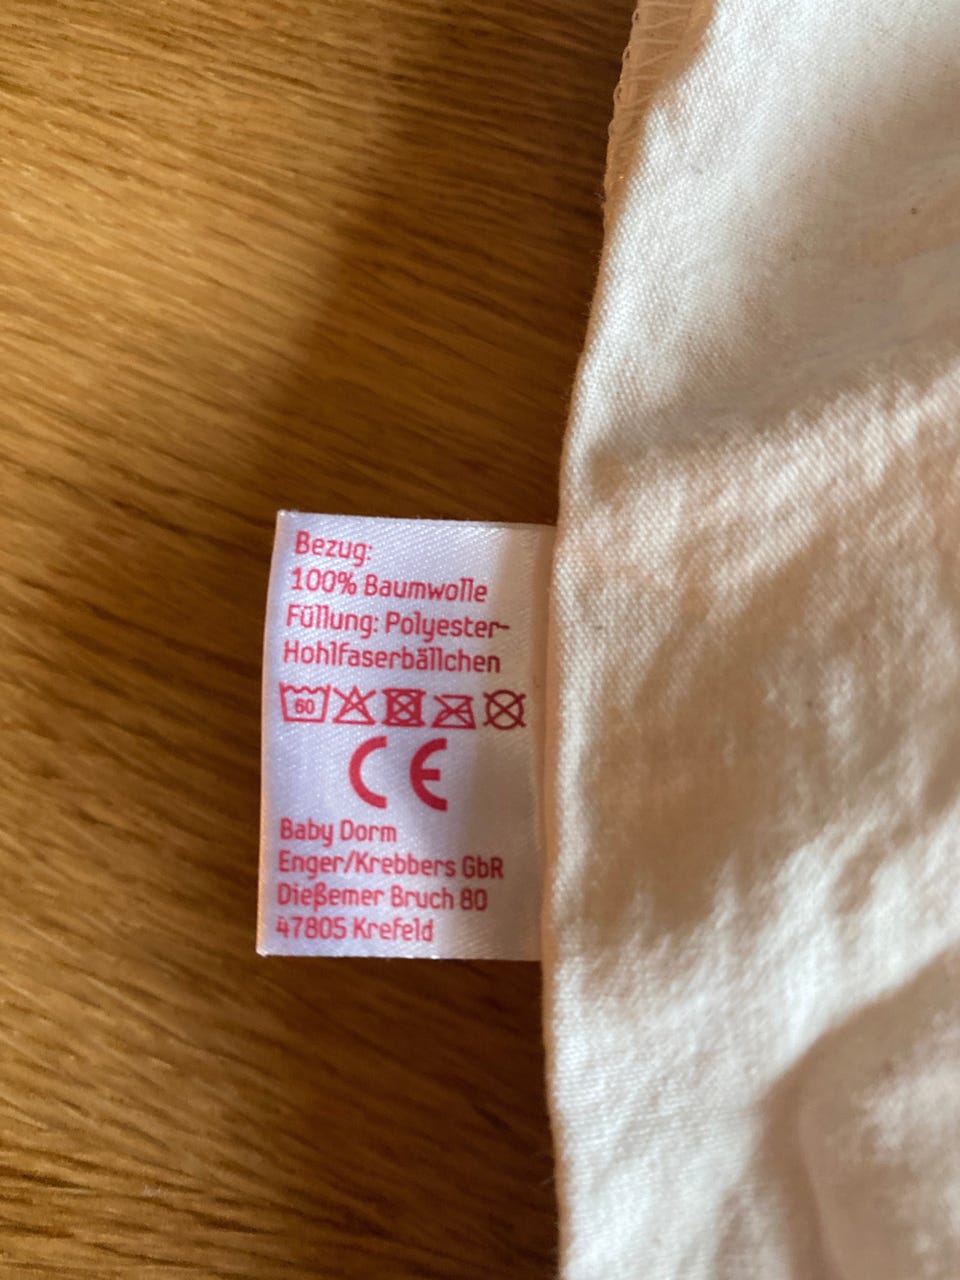 Bezug:
100% Baumwolle
Füllung: Polyester-
Hohlfaserbällchen
60
CE
Baby Dorm
Enger/Krebbers GbR
Dießemer Bruch 80
47805 Krefeld